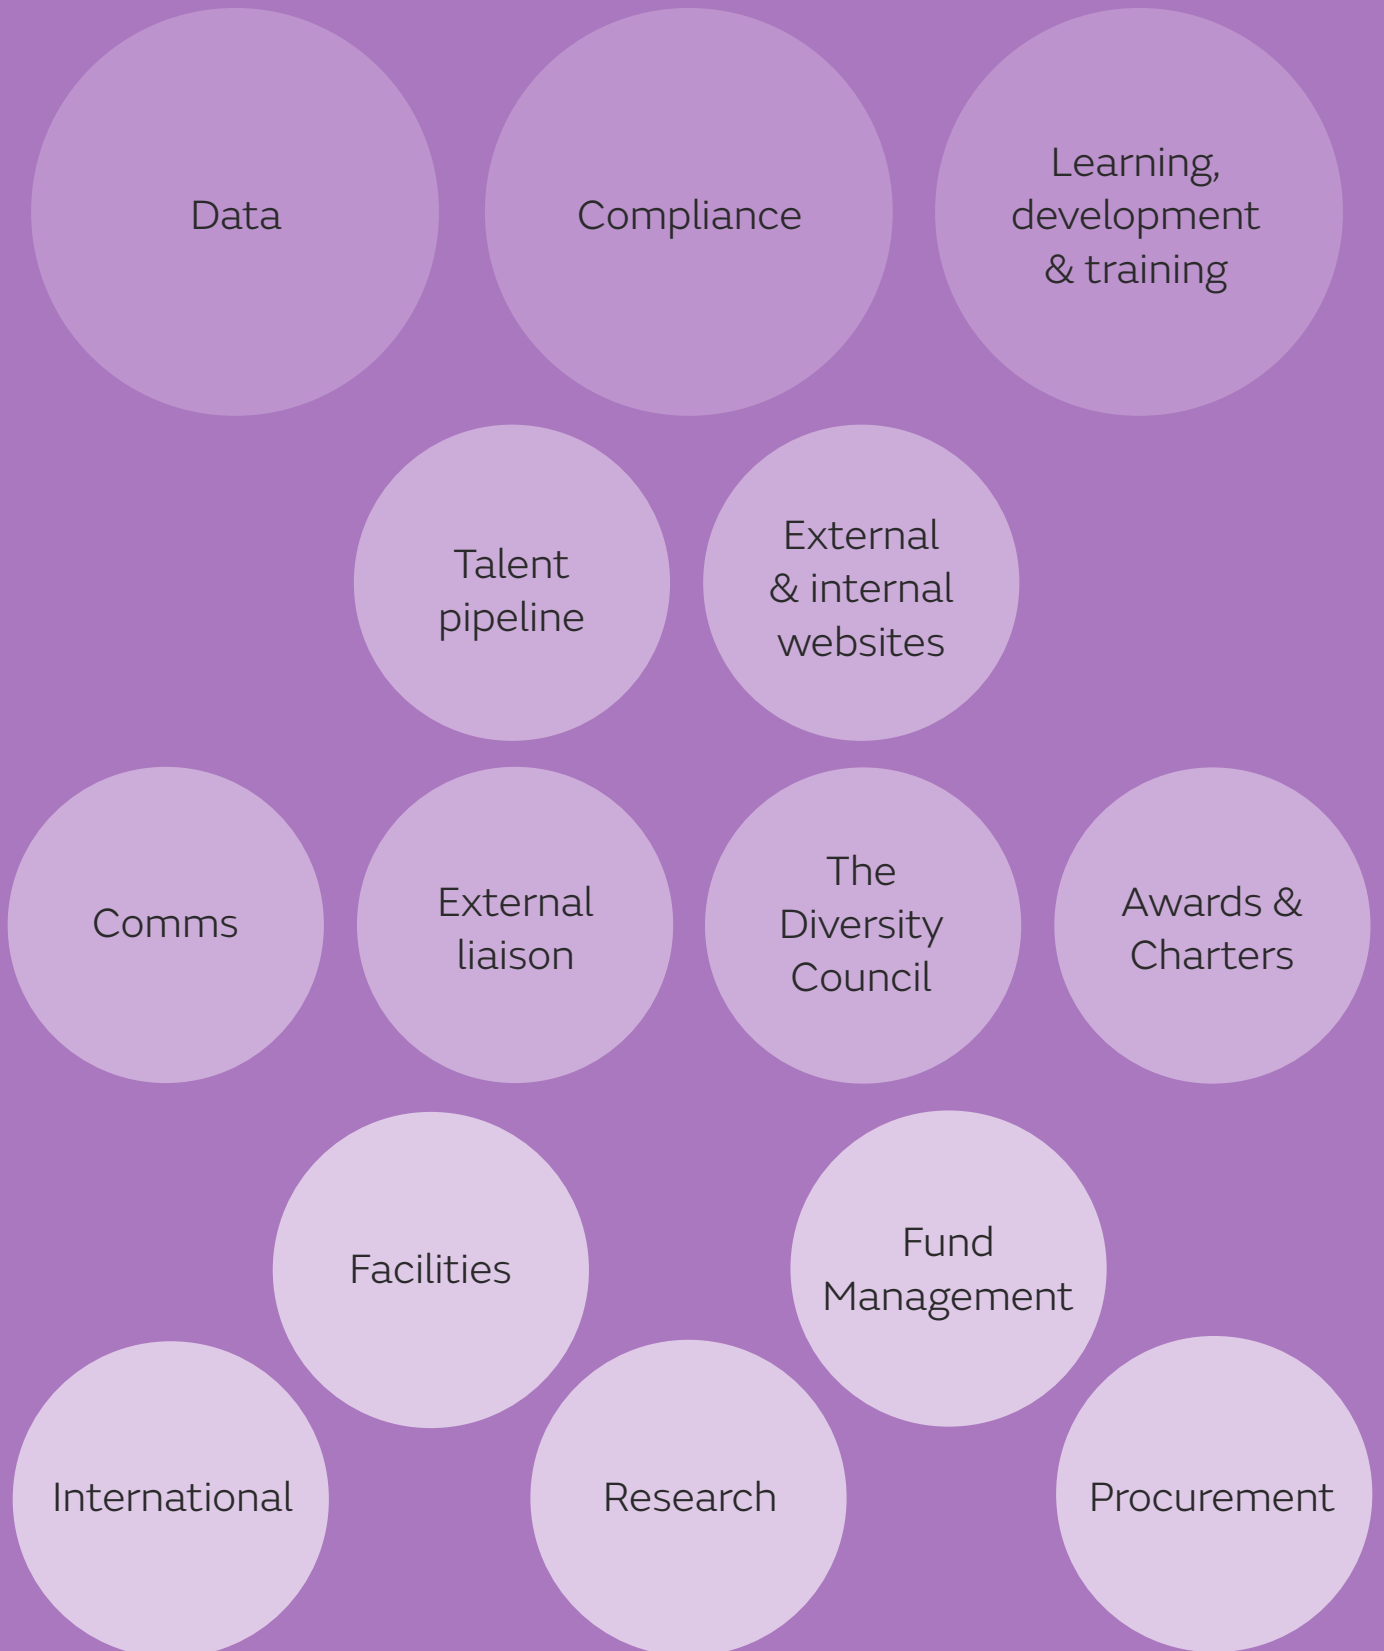 Data
Compliance
Learning,
development
& training
Talent
pipeline
External
& internal
websites
Comms
External
liaison
The
Diversity
Council
Awards &
Charters
Facilities
Fund
Management
International
Research
Procurement